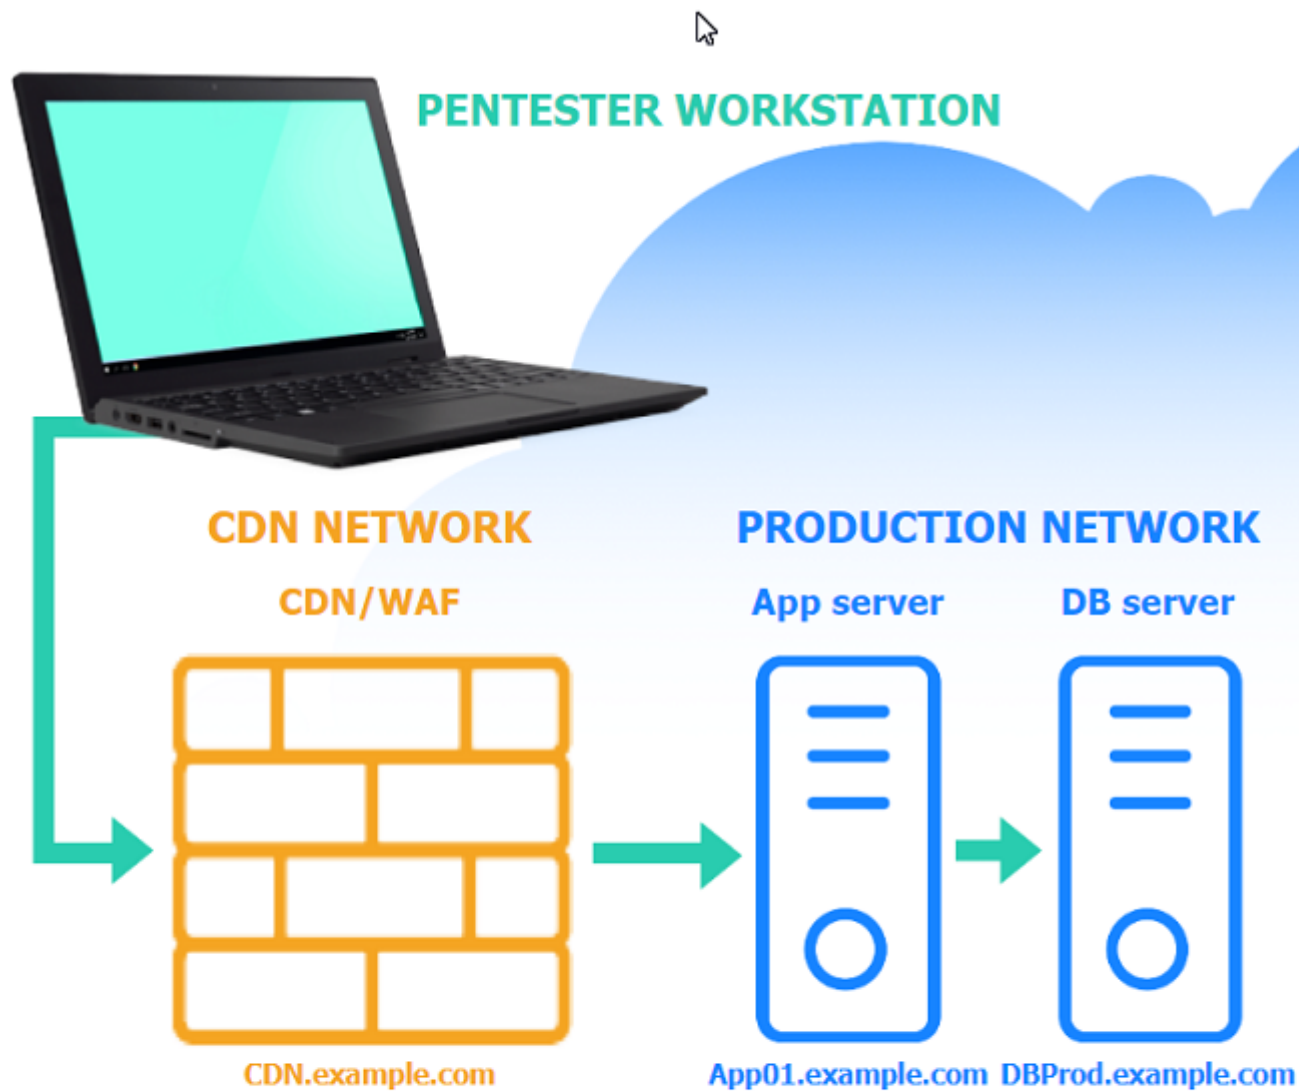 PENTESTER WORKSTATION
CDN NETWORK
PRODUCTION NETWORK
CDN/WAF
App server
DB server
CDN.example.com
App01.example.com
DBProd.example.com